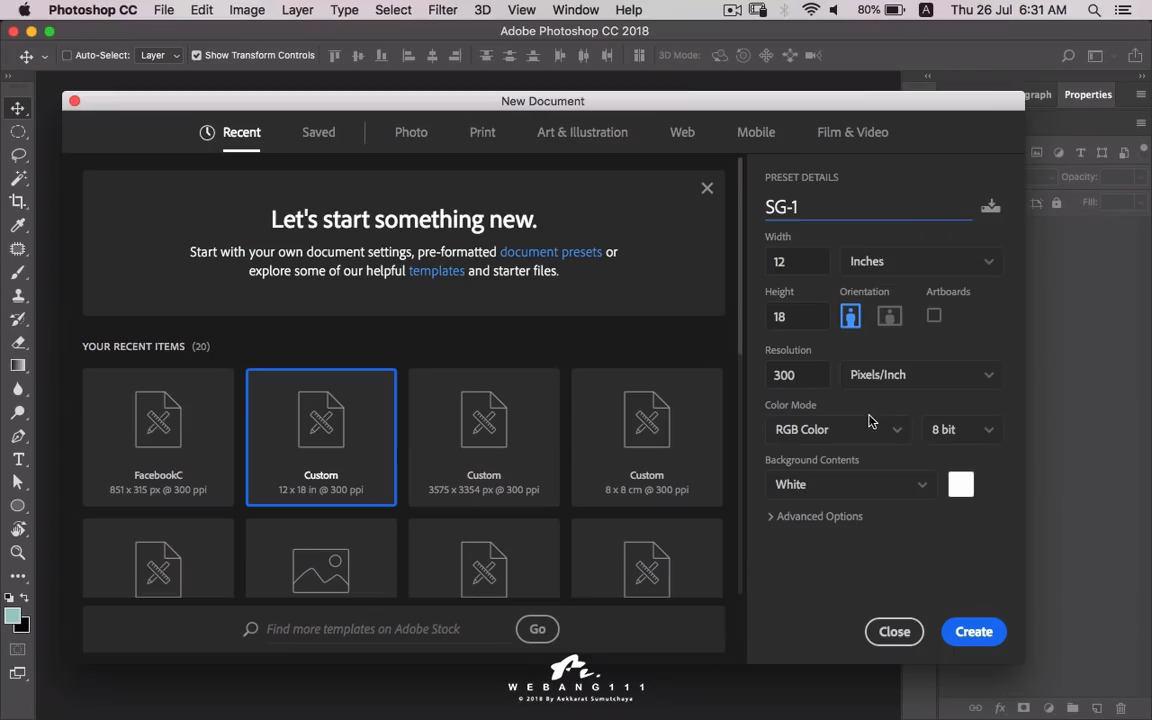 Photoshop CC File Edit Image Layer Type Select Filter 3D View Window Help 80% A Thu 26 Jul 6:31 AM
Adobe Photoshop CC 2018
Auto-Select: Layer Show Transform Controls 3D Mode:
New Document
graph Properties
Recent Saved Photo Print Art & Illustration Web Mobile Film & Video
Opacity:
Fill:
Let's start something new.
Start with your own document settings, pre-formatted document presets or
explore some of our helpful templates and starter files.
YOUR RECENT ITEMS (20)
FacebookC
851 x 315 px @ 300 ppi
Custom
12 x 18 in @ 300 ppi
Custom
3575 x 3354 px @ 300 ppi
Custom
8 x 8 cm @ 300 ppi
Find more templates on Adobe Stock Go
PRESET DETAILS
SG-1
Width
12 Inches
Height Orientation Artboards
18
Resolution
300 Pixels/Inch
Color Mode
RGB Color 8 bit
Background Contents
White
Advanced Options
Close Create
WEBANG111
© 2018 By Aekkarat Sumutchaya